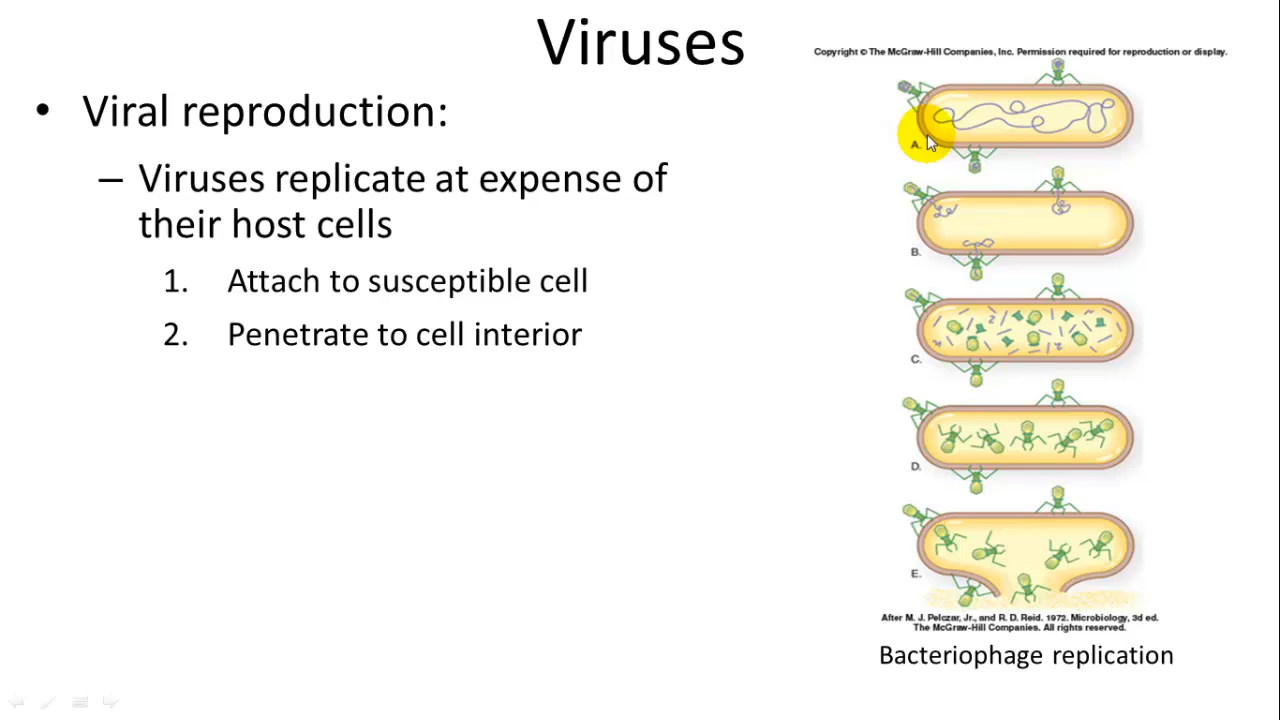 Viruses
Copyright © The McGraw-Hill Companies, Inc. Permission required for reproduction or display.
• Viral reproduction:
– Viruses replicate at expense of
their host cells
1. Attach to susceptible cell
2. Penetrate to cell interior
A.
B.
C.
D.
E.
After M. J. Pelczar, Jr., and R. D. Reid. 1972. Microbiology, 3d ed.
The McGraw-Hill Companies. All rights reserved.
Bacteriophage replication